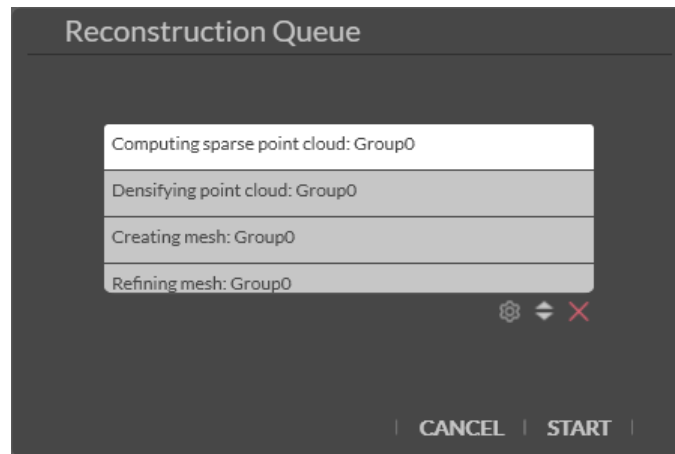 Reconstruction Queue
Computing sparse point cloud: Group0
Densifying point cloud: Group0
Creating mesh: Group0
Refining mesh: Group0
CANCEL
START